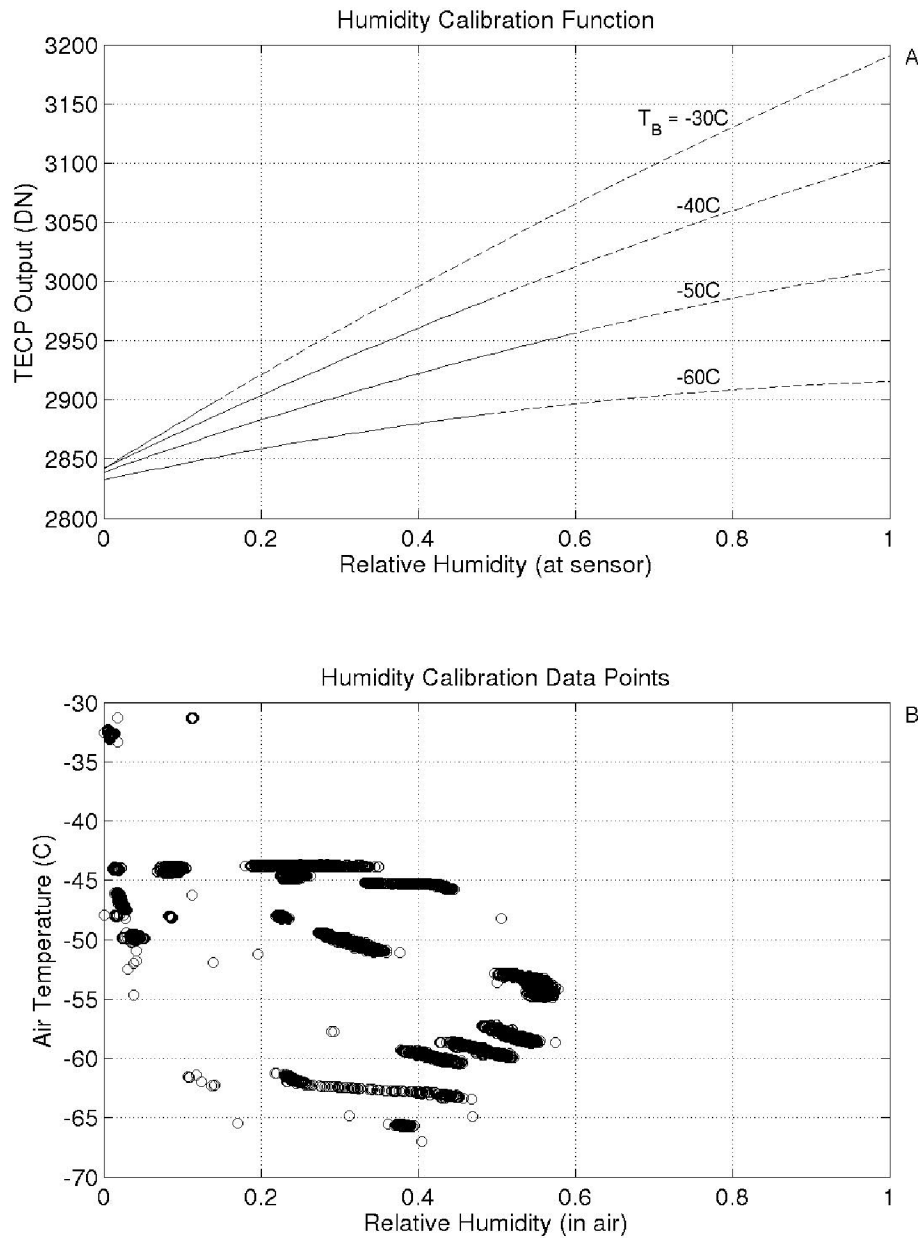 Humidity Calibration Function
A
3200
3150
3100
3050
3000
2950
2900
2850
2800
TECP Output (DN)
T_B = -30C
-40C
-50C
-60C
0 0.2 0.4 0.6 0.8 1
Relative Humidity (at sensor)
Humidity Calibration Data Points
B
-30
-35
-40
-45
-50
-55
-60
-65
-70
Air Temperature (C)
0 0.2 0.4 0.6 0.8 1
Relative Humidity (in air)